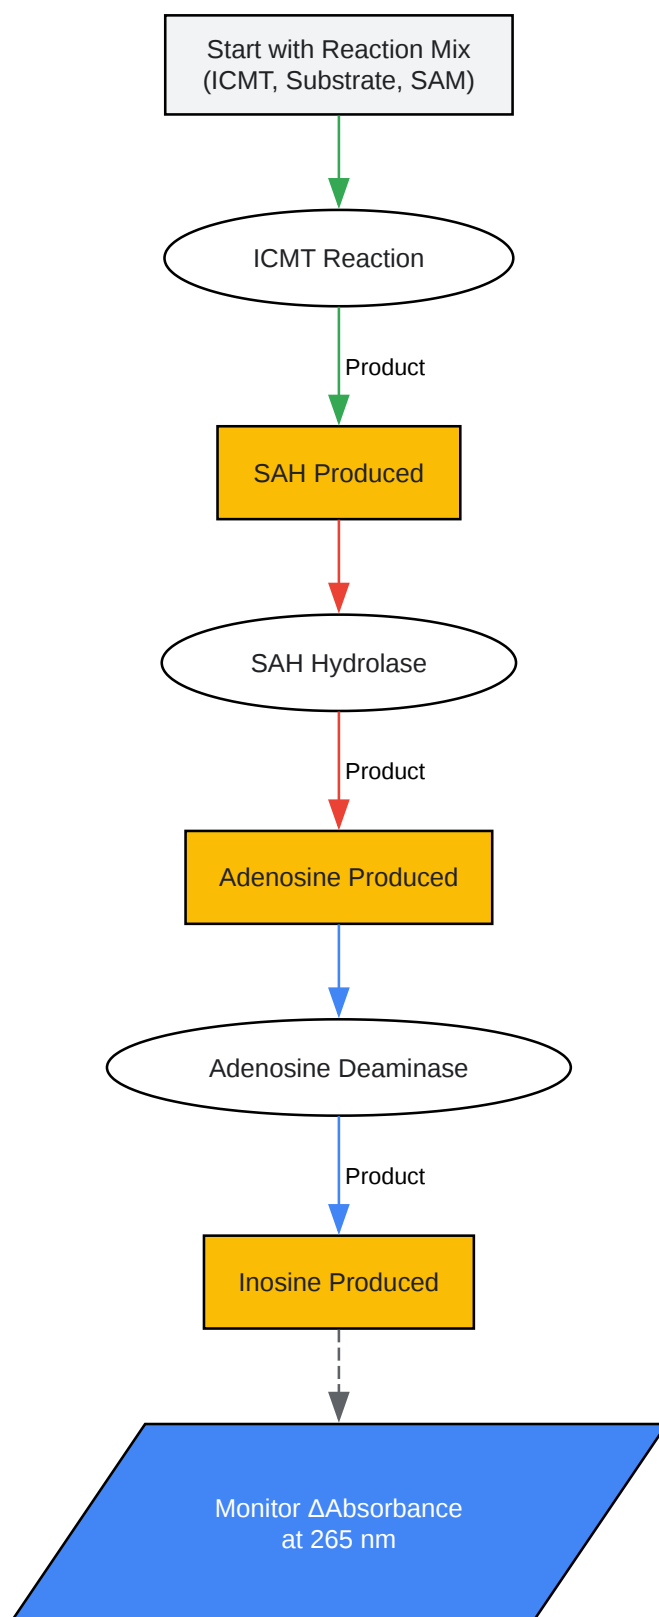 Start with Reaction Mix
(ICMT, Substrate, SAM)
ICMT Reaction
Product
SAH Produced
SAH Hydrolase
Product
Adenosine Produced
Adenosine Deaminase
Product
Inosine Produced
Monitor ΔAbsorbance
at 265 nm